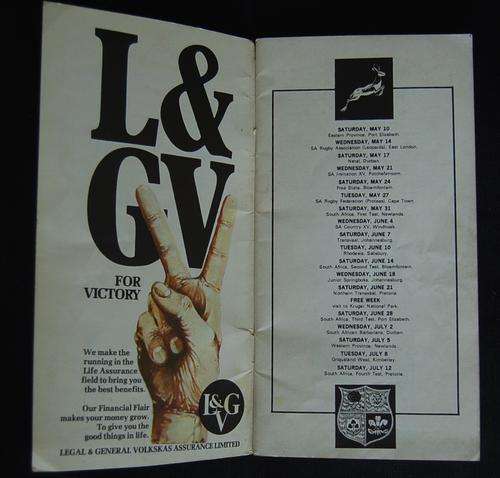 L&
GV
FOR
VICTORY
We make the
running in the
Life Assurance
field to bring you
the best benefits.
Our Financial Flair
makes your money grow.
To give you the
good things in life.
L&G
V
LEGAL & GENERAL VOLKSKAS ASSURANCE LIMITED
SATURDAY, MAY 10
Eastern Province, Port Elizabeth.
WEDNESDAY, MAY 14
SA Rugby Association (Leopards), East London.
SATURDAY, MAY 17
Natal, Durban.
WEDNESDAY, MAY 21
SA Invitation XV, Potchefstroom.
SATURDAY, MAY 24
Free State, Bloemfontein.
TUESDAY, MAY 27
SA Rugby Federation (Proteas), Cape Town.
SATURDAY, MAY 31
South Africa, First Test, Newlands.
WEDNESDAY, JUNE 4
SA Country XV, Windhoek.
SATURDAY, JUNE 7
Transvaal, Johannesburg.
TUESDAY, JUNE 10
Rhodesia, Salisbury.
SATURDAY, JUNE 14
South Africa, Second Test, Bloemfontein.
WEDNESDAY, JUNE 18
Junior Springboks, Johannesburg.
SATURDAY, JUNE 21
Northern Transvaal, Pretoria.
FREE WEEK
visit to Kruger National Park.
SATURDAY, JUNE 28
South Africa, Third Test, Port Elizabeth.
WEDNESDAY, JULY 2
South African Barbarians, Durban.
SATURDAY, JULY 5
Western Province, Newlands.
TUESDAY, JULY 8
Griqualand West, Kimberley.
SATURDAY, JULY 12
South Africa, Fourth Test, Pretoria.